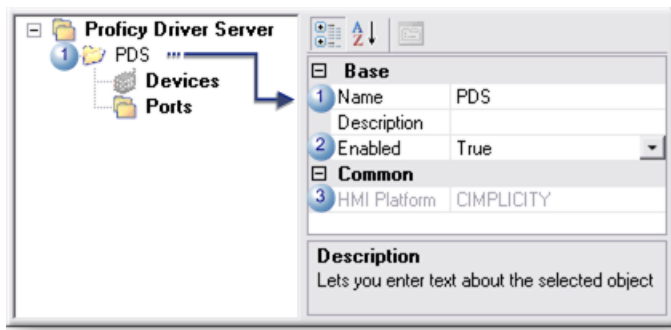 Proficy Driver Server
1 PDS
Devices
Ports
Base
1 Name PDS
Description
2 Enabled True
Common
3 HMI Platform CIMPLICITY
Description
Lets you enter text about the selected object